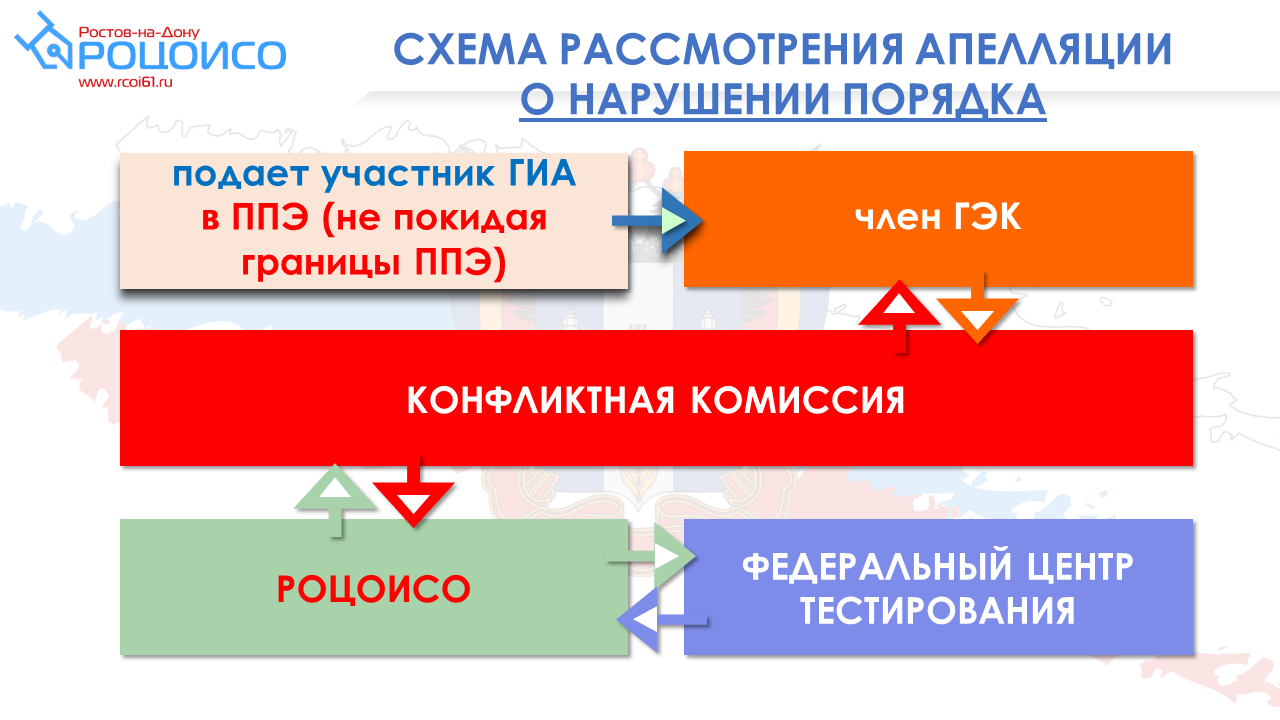 Ростов-на-Дону
РОЦОИСО
www.rcoi61.ru
СХЕМА РАССМОТРЕНИЯ АПЕЛЛЯЦИИ
О НАРУШЕНИИ ПОРЯДКА
подает участник ГИА
в ППЭ (не покидая
границы ППЭ)
член ГЭК
КОНФЛИКТНАЯ КОМИССИЯ
РОЦОИСО
ФЕДЕРАЛЬНЫЙ ЦЕНТР
ТЕСТИРОВАНИЯ